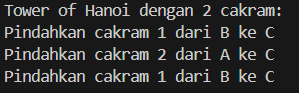 Tower of Hanoi dengan 2 cakram:
Pindahkan cakram 1 dari B ke C
Pindahkan cakram 2 dari A ke C
Pindahkan cakram 1 dari B ke C